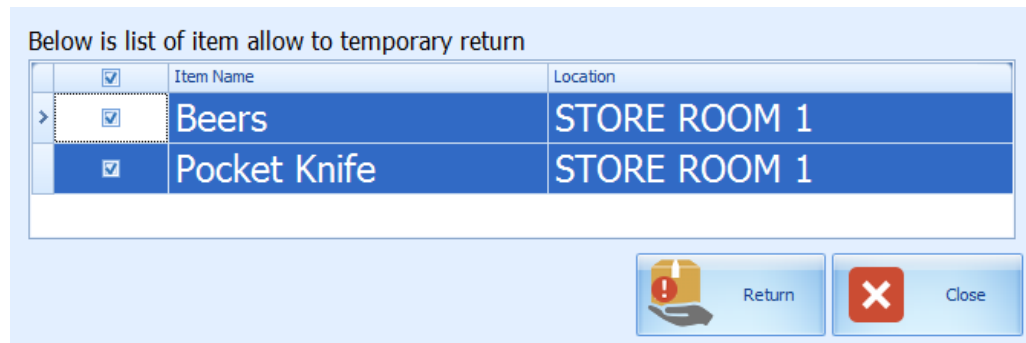 Below is list of item allow to temporary return
Item Name Location
Beers STORE ROOM 1
Pocket Knife STORE ROOM 1
Return Close